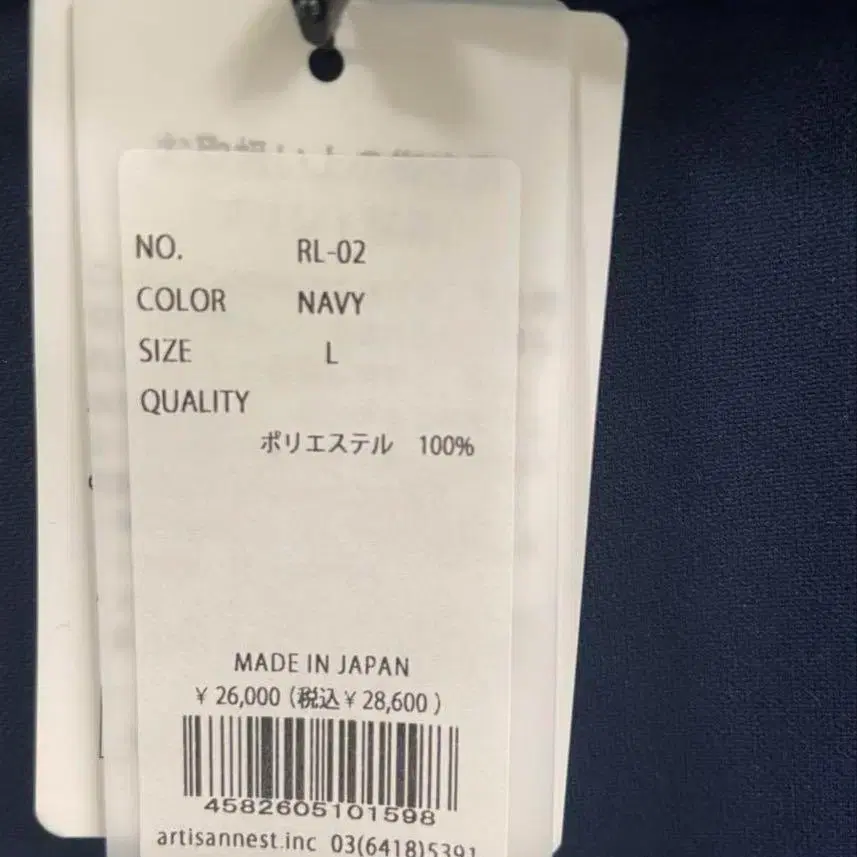 NO. RL-02
COLOR NAVY
SIZE L
QUALITY
ポリエステル 100%
MADE IN JAPAN
¥ 26,000 (税込 ¥ 28,600 )
4582605101598
artisannest.inc 03(6418)5391